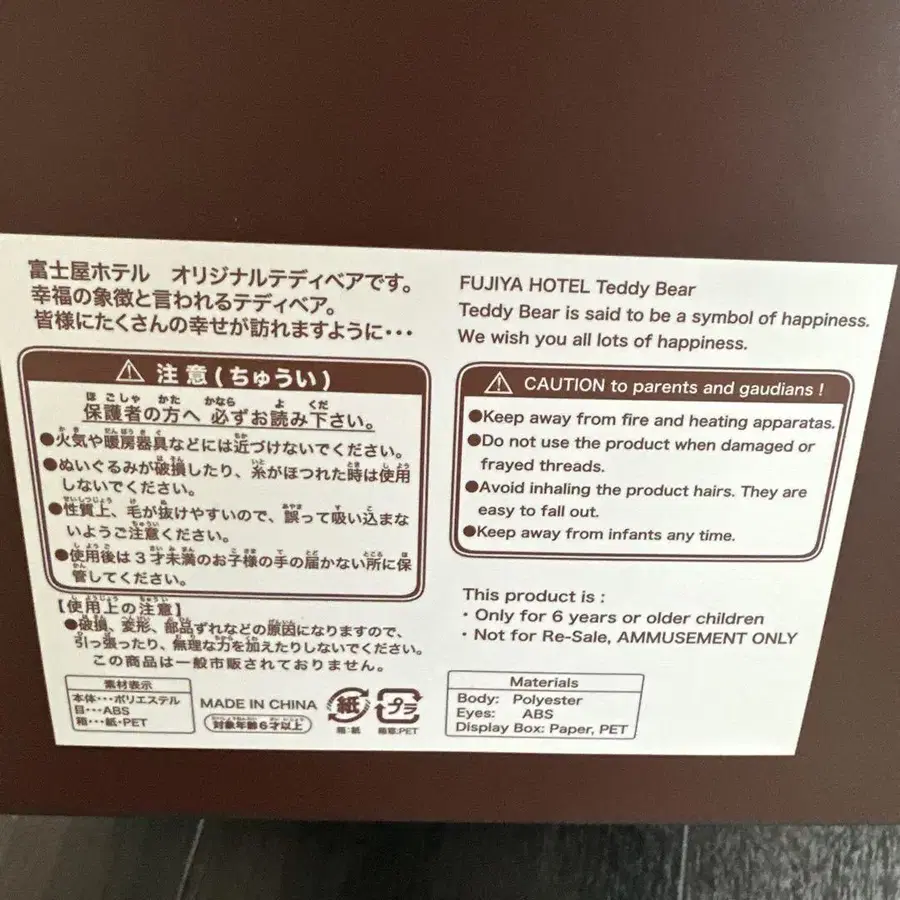 富士屋ホテル　オリジナルテディベアです。
幸福の象徴と言われるテディベア。
皆様にたくさんの幸せが訪れますように・・・
注意(ちゅうい)
保護者の方へ 必ずお読み下さい。
●火気や暖房器具などには近づけないでください。
●ぬいぐるみが破損したり、糸がほつれた時は使用
しないでください。
●性質上、毛が抜けやすいので、誤って吸い込まな
いようご注意ください。
●使用後は3才未満のお子様の手の届かない所に保
管してください。
【使用上の注意】
●破損、変形、部品ずれなどの原因になりますので、
引っ張ったり、無理な力を加えたりしないでください。
この商品は一般市販されておりません。
素材表示
本体・・・ポリエステル
目・・・ABS
箱・・・紙・PET
MADE IN CHINA
対象年齢6才以上
紙
箱:紙
プラ
箱窓:PET
FUJIYA HOTEL Teddy Bear
Teddy Bear is said to be a symbol of happiness.
We wish you all lots of happiness.
CAUTION to parents and gaudians !
●Keep away from fire and heating apparatas.
●Do not use the product when damaged or
frayed threads.
●Avoid inhaling the product hairs. They are
easy to fall out.
●Keep away from infants any time.
This product is :
・Only for 6 years or older children
・Not for Re-Sale, AMMUSEMENT ONLY
Materials
Body: Polyester
Eyes: ABS
Display Box: Paper, PET